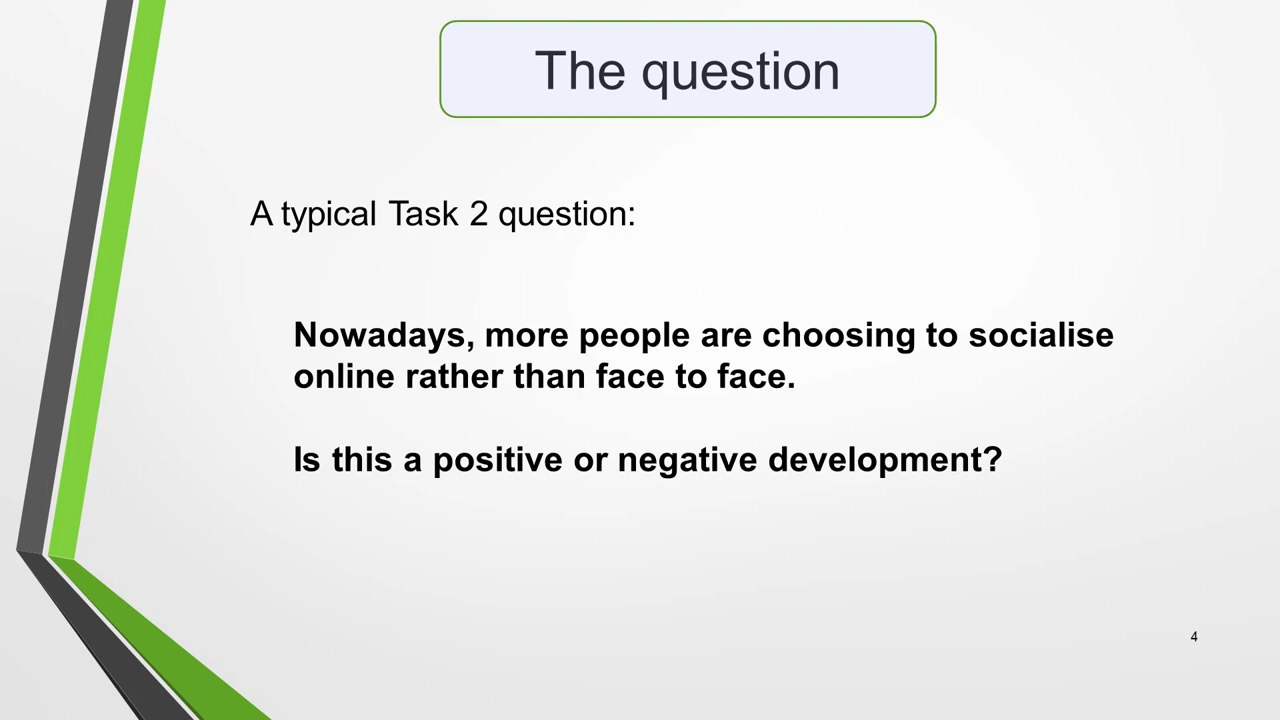 The question
A typical Task 2 question:
Nowadays, more people are choosing to socialise
online rather than face to face.
Is this a positive or negative development?
4